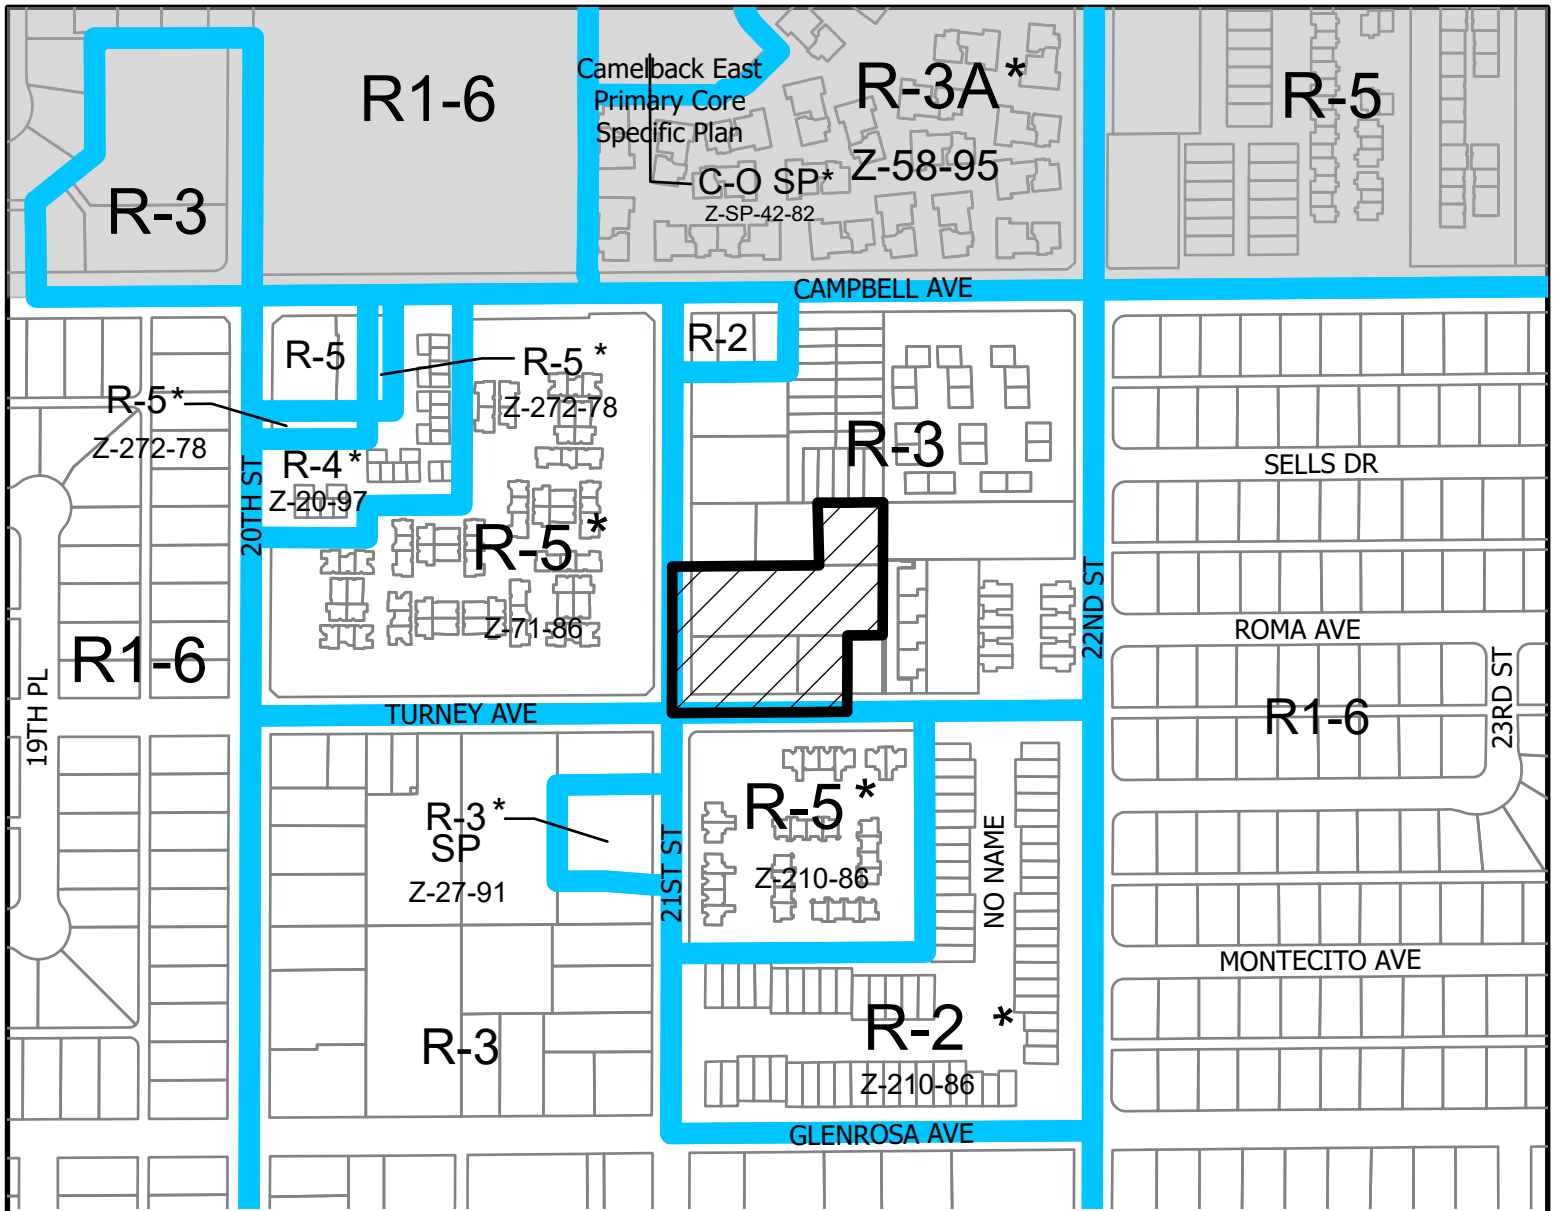 R1-6
Camelback East
Primary Core
Specific Plan
R-3A *
R-5
R-3
C-O SP*
Z-58-95
Z-SP-42-82
CAMPBELL AVE
R-5
R-5 *
R-2
R-5 *
Z-272-78
Z-272-78
R-3
R-4 *
Z-20-97
20TH ST
SELLS DR
R-5 *
Z-71-86
22ND ST
ROMA AVE
R1-6
19TH PL
TURNEY AVE
R1-6
23RD ST
R-3 *
SP
Z-27-91
21ST ST
R-5 *
Z-210-86
NO NAME
MONTECITO AVE
R-3
R-2 *
Z-210-86
GLENROSA AVE